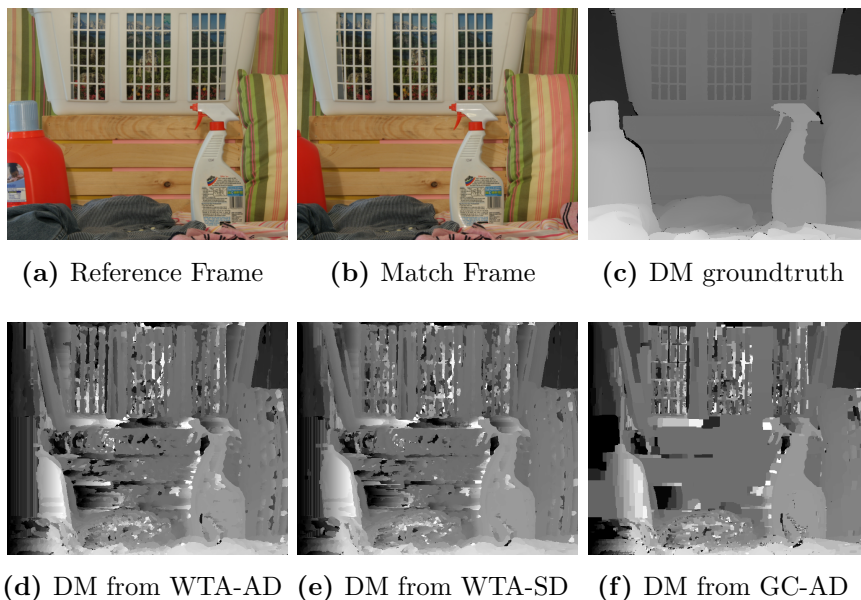 (a) Reference Frame
(b) Match Frame
(c) DM groundtruth
(d) DM from WTA-AD
(e) DM from WTA-SD
(f) DM from GC-AD